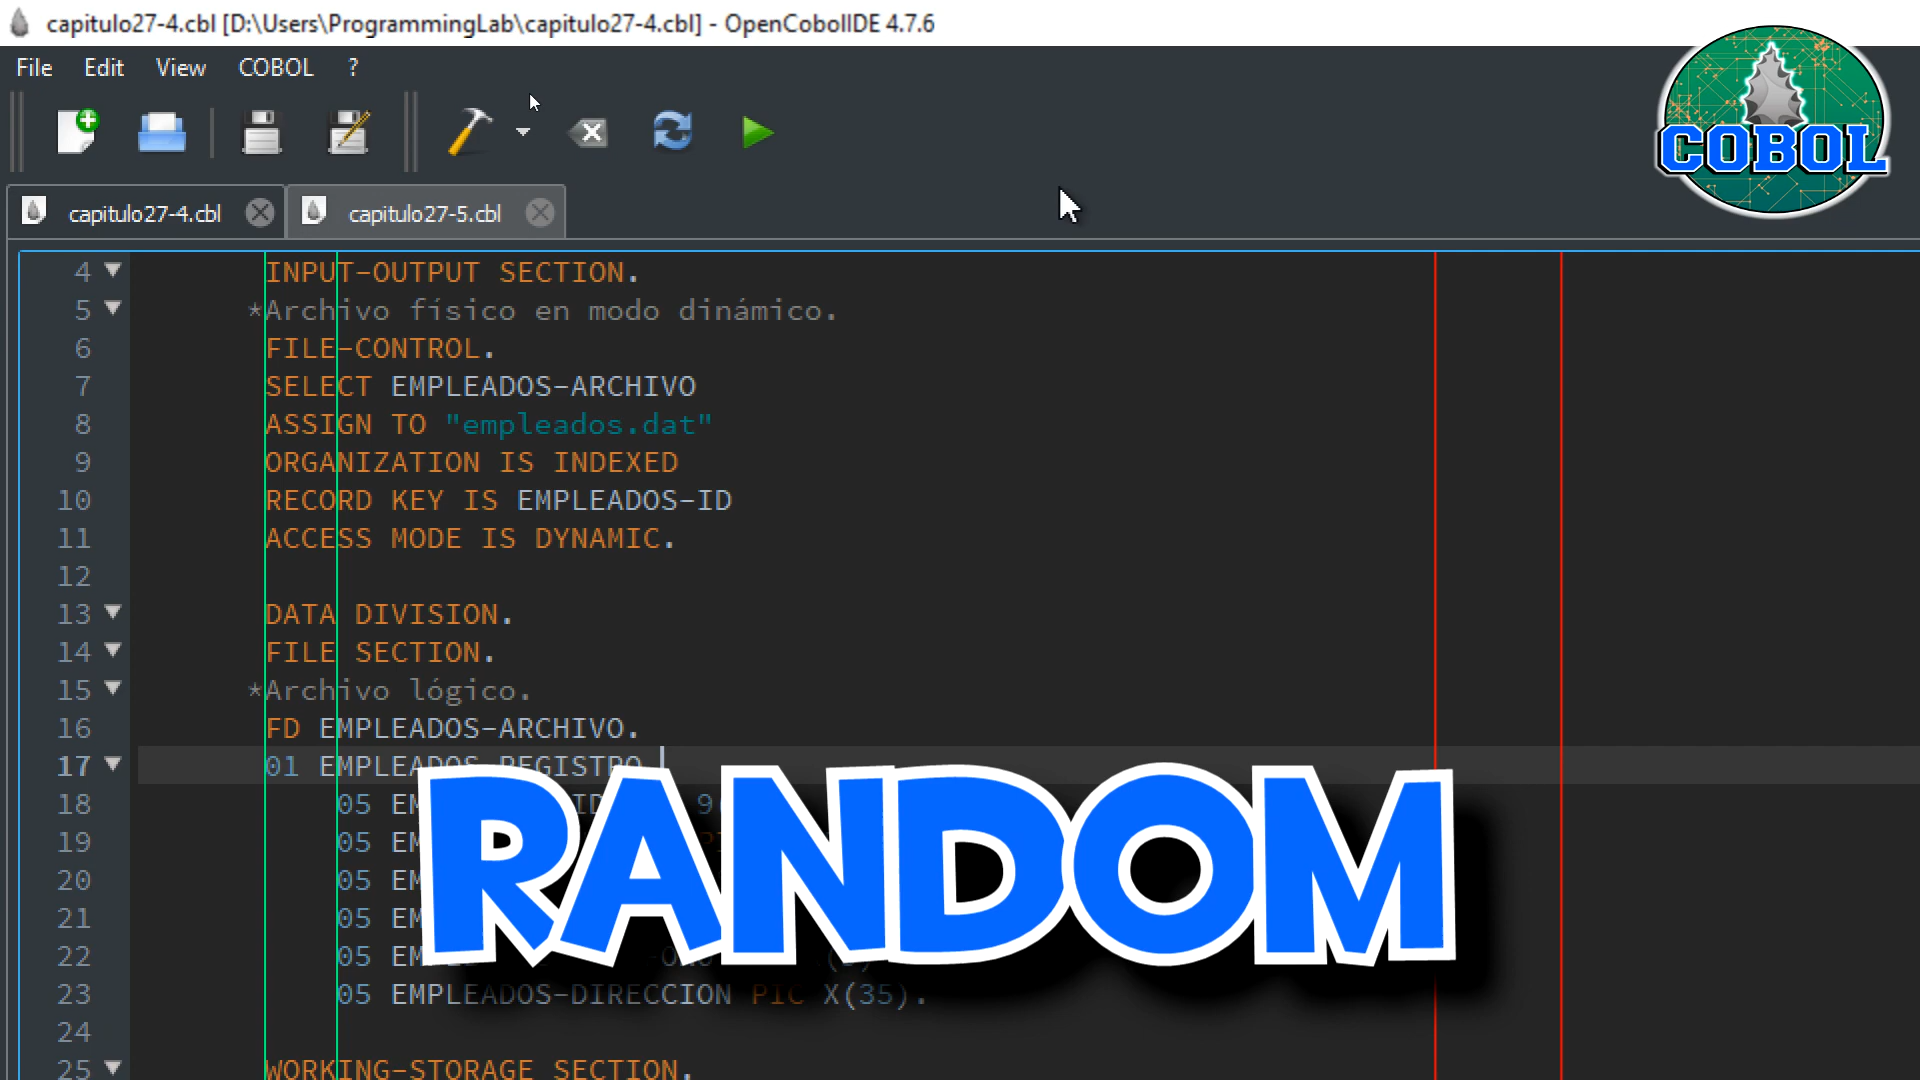 capitulo27-4.cbl [D:\Users\ProgrammingLab\capitulo27-4.cbl] - OpenCobolIDE 4.7.6
File Edit View COBOL ?
COBOL
capitulo27-4.cbl capitulo27-5.cbl
4 INPUT-OUTPUT SECTION.
5 *Archivo físico en modo dinámico.
6 FILE-CONTROL.
7 SELECT EMPLEADOS-ARCHIVO
8 ASSIGN TO "empleados.dat"
9 ORGANIZATION IS INDEXED
10 RECORD KEY IS EMPLEADOS-ID
11 ACCESS MODE IS DYNAMIC.
12
13 DATA DIVISION.
14 FILE SECTION.
15 *Archivo lógico.
16 FD EMPLEADOS-ARCHIVO.
17 01 EMPLEADOS-REGISTRO.
18 05
19 05
20 05
21 05
22 05
23 05 EMPLEADOS-DIRECCION PIC X(35).
24
25 WORKING-STORAGE SECTION.
RANDOM